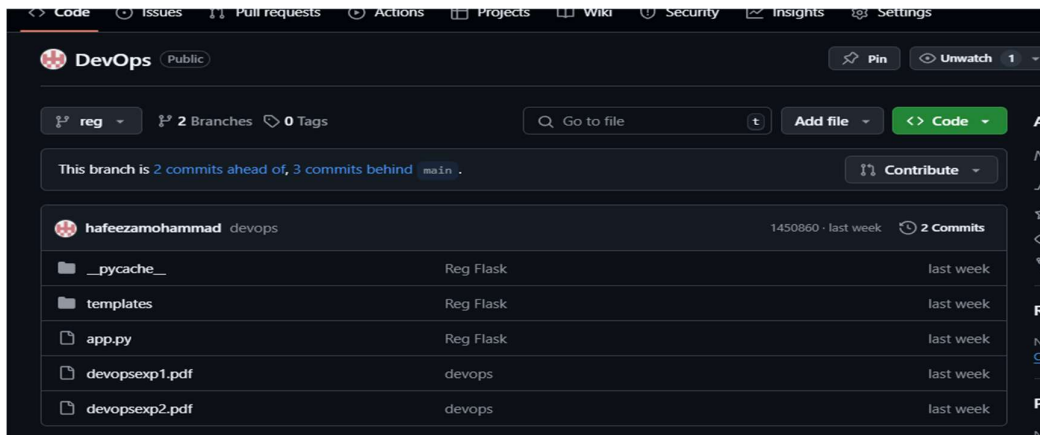 <> Code Issues Pull requests Actions Projects Wiki Security Insights Settings
DevOps Public Pin Unwatch 1
reg 2 Branches 0 Tags Go to file t Add file <> Code
This branch is 2 commits ahead of, 3 commits behind main . Contribute
hafeezamohammad devops 1450860 · last week 2 Commits
__pycache__ Reg Flask last week
templates Reg Flask last week
app.py Reg Flask last week
devopsexp1.pdf devops last week
devopsexp2.pdf devops last week